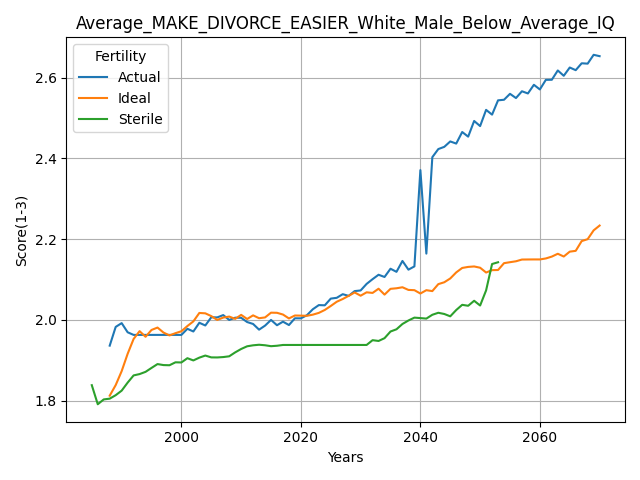 Average_MAKE_DIVORCE_EASIER_White_Male_Below_Average_IQ
Fertility
Actual
Ideal
Sterile
Score(1-3)
2.6
2.4
2.2
2.0
1.8
2000
2020
2040
2060
Years